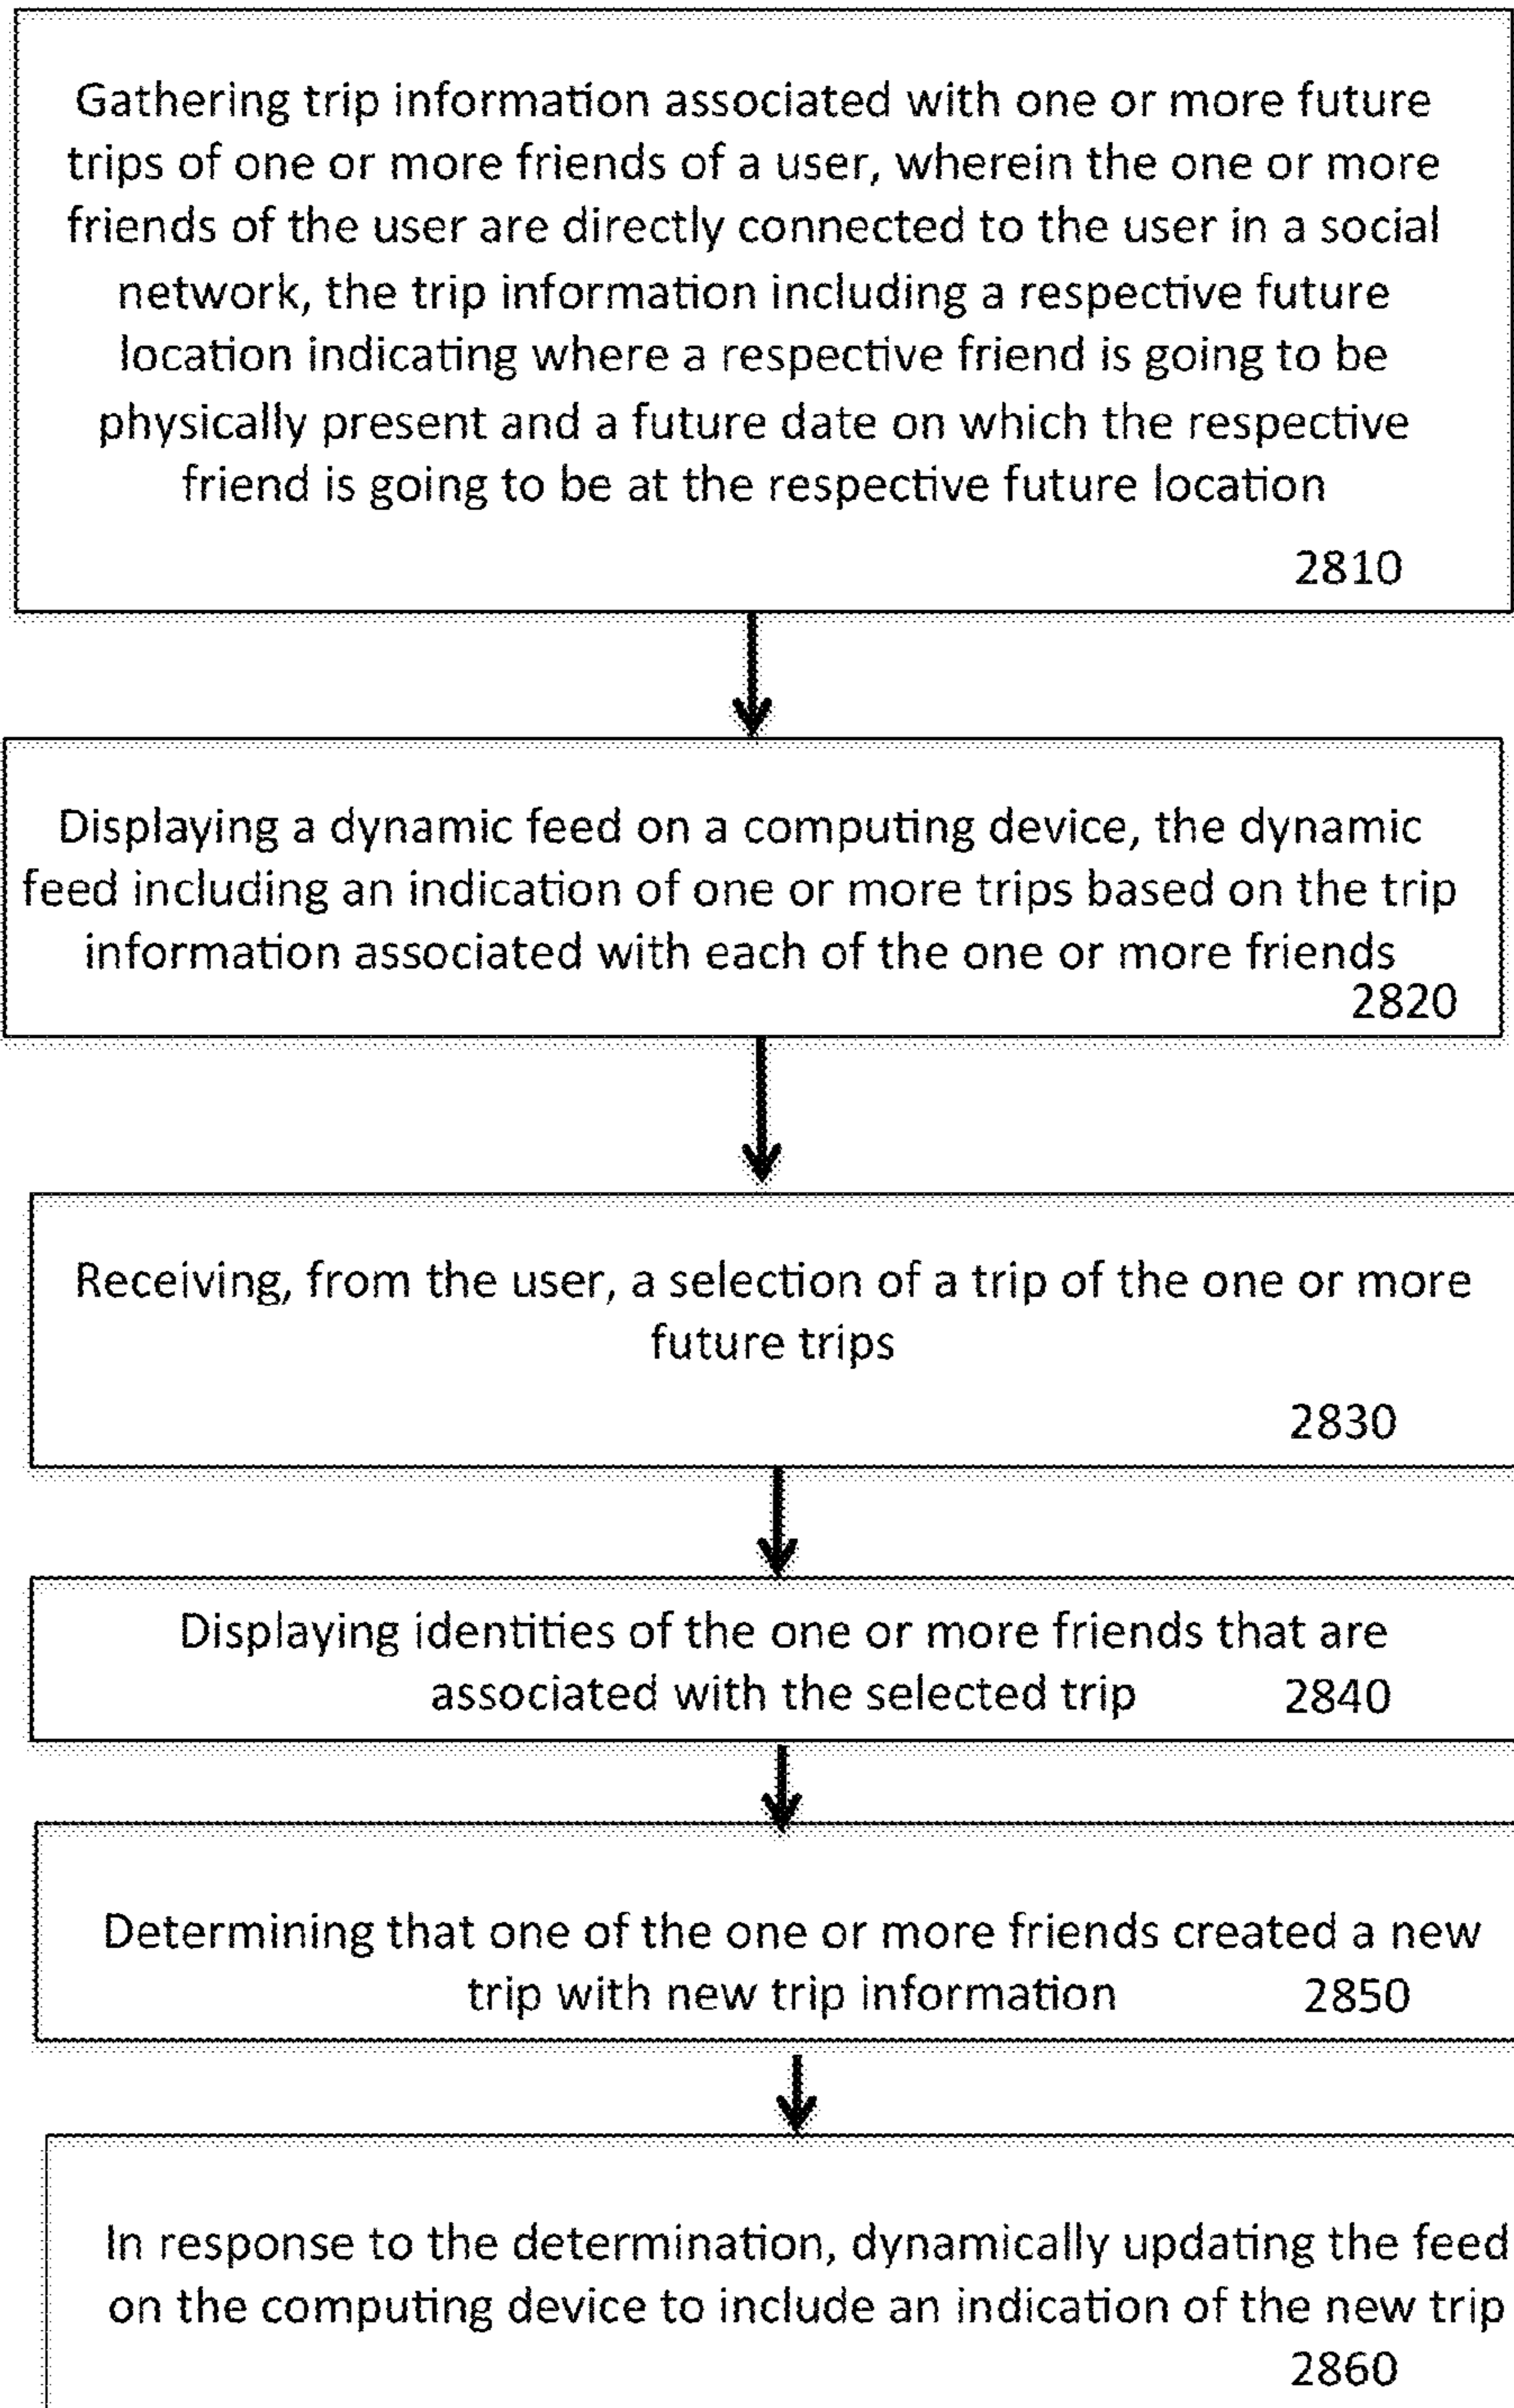 Gathering trip information associated with one or more future
trips of one or more friends of a user, wherein the one or more
friends of the user are directly connected to the user in a social
network, the trip information including a respective future
location indicating where a respective friend is going to be
physically present and a future date on which the respective
friend is going to be at the respective future location
2810
Displaying a dynamic feed on a computing device, the dynamic
feed including an indication of one or more trips based on the trip
information associated with each of the one or more friends
2820
Receiving, from the user, a selection of a trip of the one or more
future trips
2830
Displaying identities of the one or more friends that are
associated with the selected trip 2840
Determining that one of the one or more friends created a new
trip with new trip information 2850
In response to the determination, dynamically updating the feed
on the computing device to include an indication of the new trip
2860